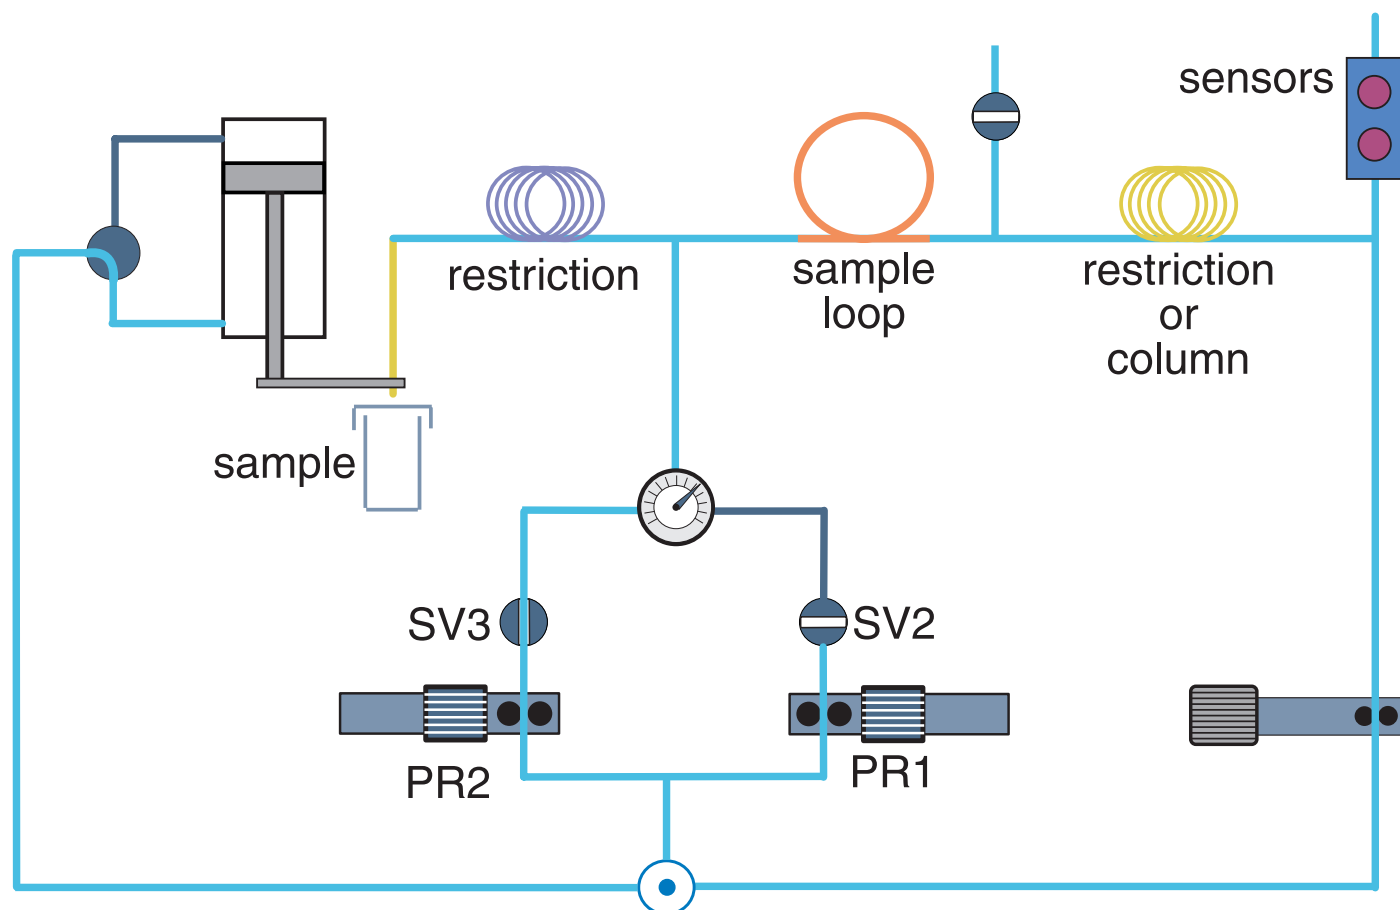 sensors
restriction
sample
loop
restriction
or
column
sample
SV3
SV2
PR2
PR1